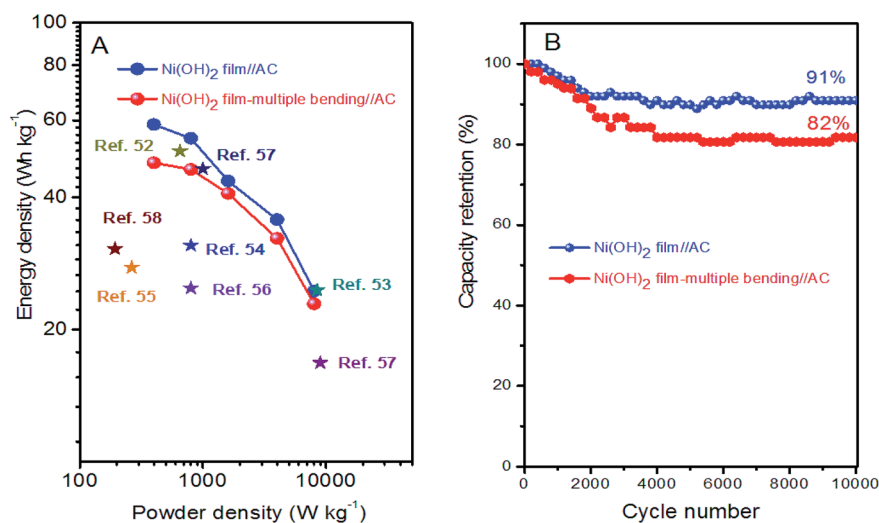 A
Ni(OH)2 film//AC
Ni(OH)2 film-multiple bending//AC
Ref. 52
Ref. 57
Ref. 58
Ref. 54
Ref. 55
Ref. 56
Ref. 53
Ref. 57
100
80
60
40
20
Energy density (Wh kg-1)
100
1000
10000
Powder density (W kg-1)
B
91%
82%
Ni(OH)2 film//AC
Ni(OH)2 film-multiple bending//AC
100
80
60
40
20
0
Capacity retention (%)
0
2000
4000
6000
8000
10000
Cycle number